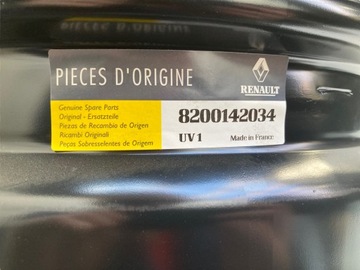 PIECES D'ORIGINE
RENAULT
Genuine Spare Parts
Original - Ersatzteile
Piezas de Recambio de Origen
Ricambi Originali
Peças Sobresselentes de Origem
8200142034
UV1
Made in France